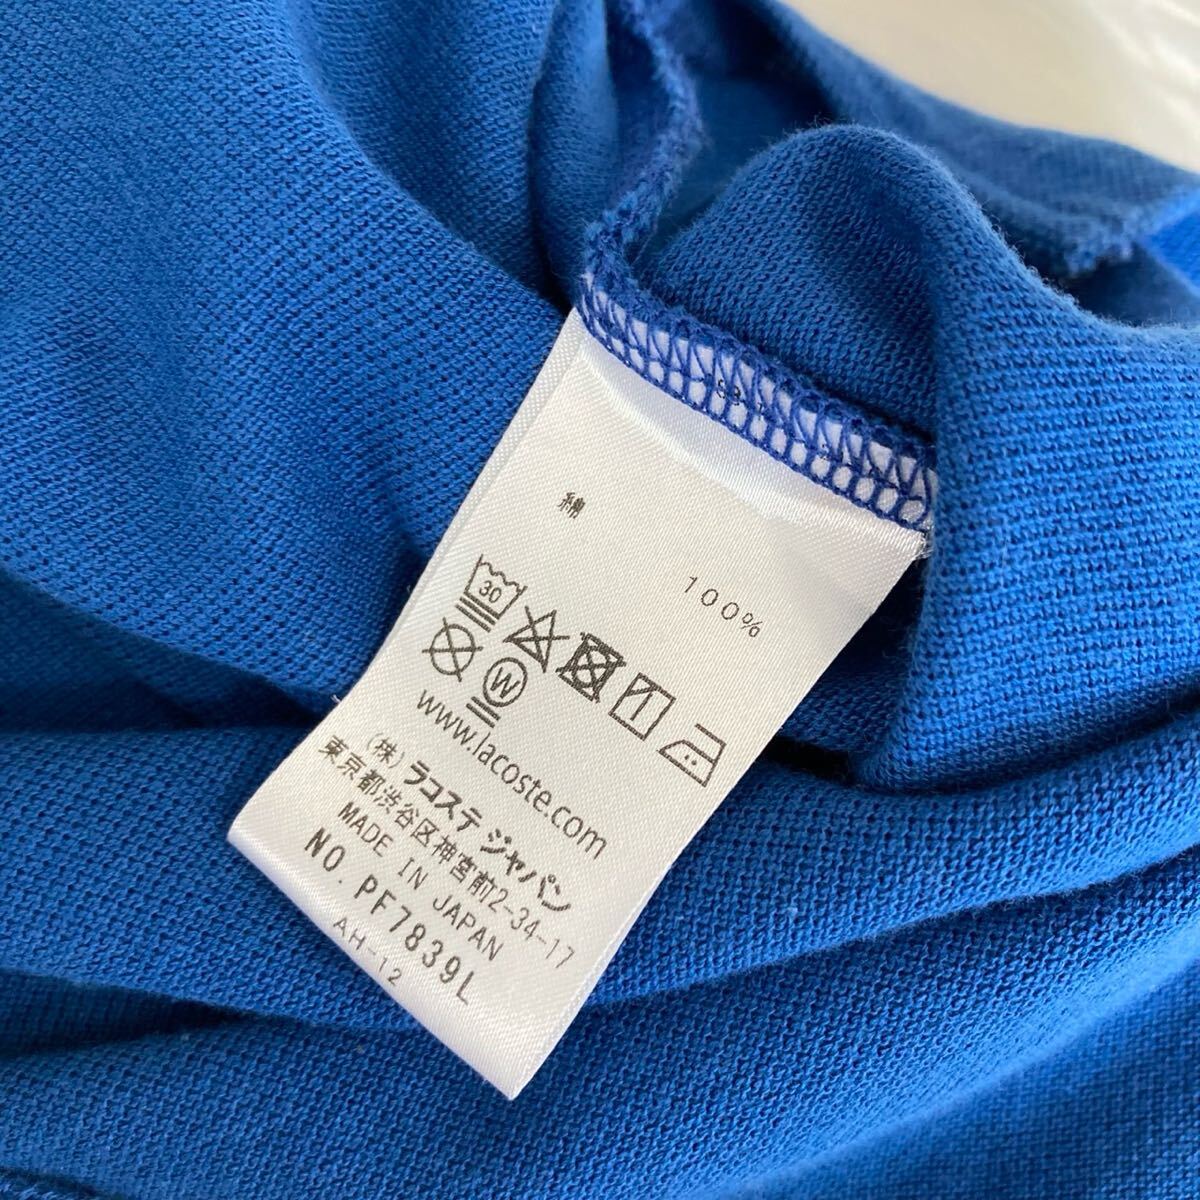 綿
100%
30
W
www.lacoste.com
(株)ラコステ ジャパン
東京都渋谷区神宮前2-34-17
MADE IN JAPAN
NO. PF7839L
AH-12